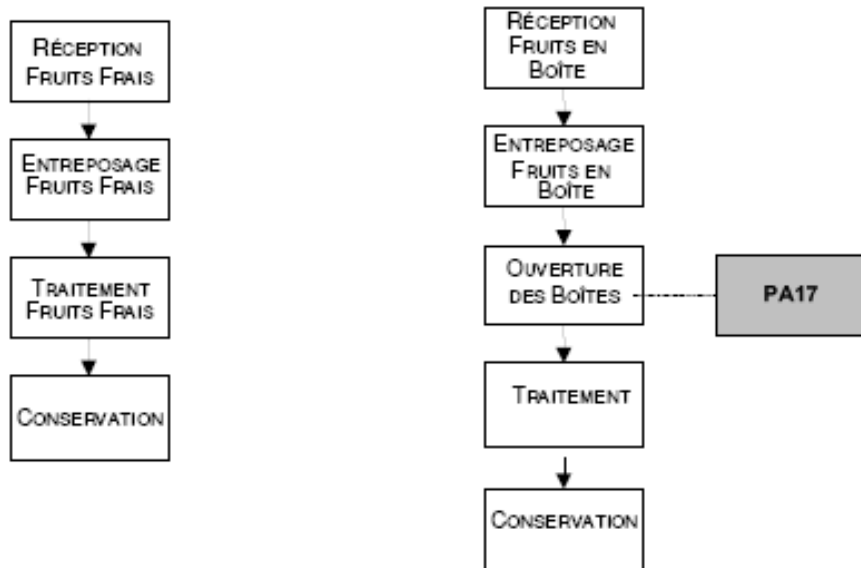 RÉCEPTION
FRUITS FRAIS
ENTREPOSAGE
FRUITS FRAIS
TRAITEMENT
FRUITS FRAIS
CONSERVATION
RÉCEPTION
FRUITS EN
BOÎTE
ENTREPOSAGE
FRUITS EN
BOÎTE
OUVERTURE
DES BOÎTES
PA17
TRAITEMENT
CONSERVATION